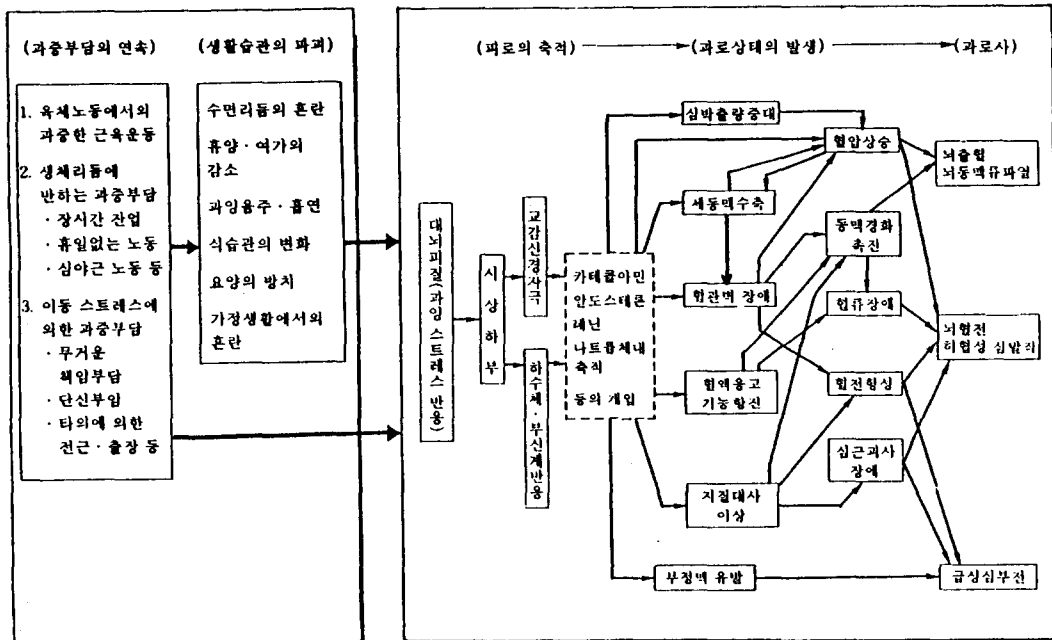 (과중부담의 연속)
1. 육체노동에서의
과중한 근육운동
2. 생체리듬에
반하는 과중부담
· 장시간 잔업
· 휴일없는 노동
· 심야근 노동 등
3. 이동 스트레스에
의한 과중부담
· 무거운
책임부담
· 단신부임
· 타의에 의한
전근 · 출장 등
(생활습관의 파괴)
수면리듬의 혼란
휴양 · 여가의
감소
과잉음주 · 흡연
식습관의 변화
요양의 방치
가정생활에서의
혼란
(피로의 축적)
(과로상태의 발생)
(과로사)
대뇌피질(과잉 스트레스 반응)
시상하부
교감신경자극
하수체 · 부신계반응
카테콜아민
안도스테론
레닌
나트륨체내
축적
등의 개입
심박출량증대
세동맥수축
혈관벽 장애
혈액응고
기능항진
지질대사
이상
부정맥 유발
혈압상승
동맥경화
촉진
혈류장애
혈전형성
심근괴사
장애
뇌출혈
뇌동맥류파열
뇌혈전
허혈성 심발작
급성심부전